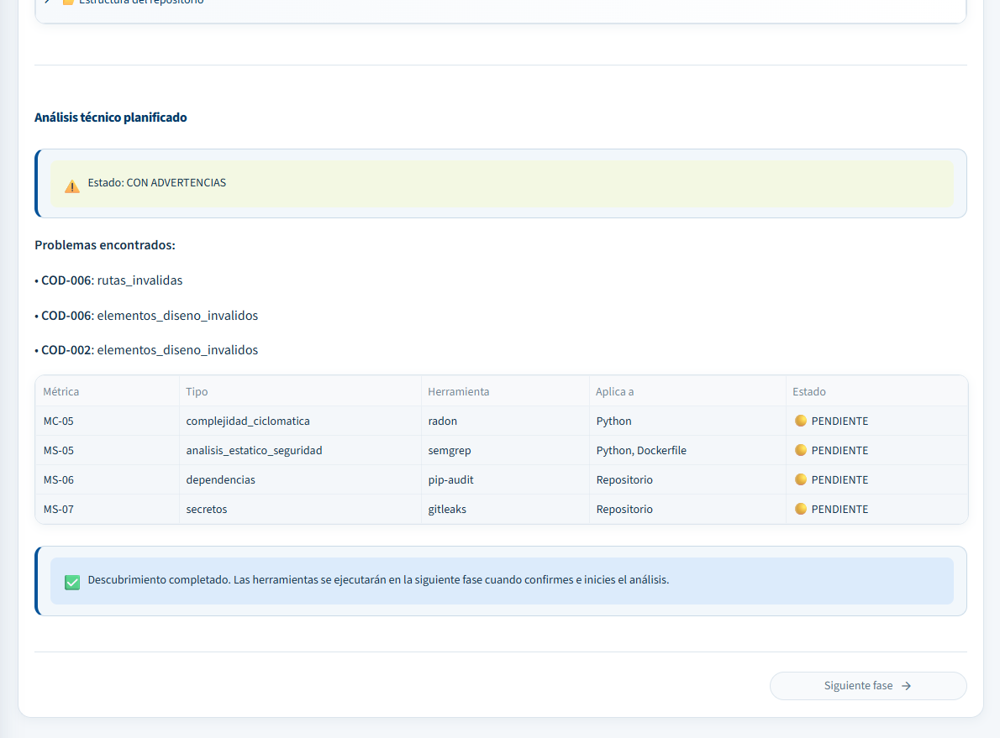 Estructura del repositorio
Análisis técnico planificado
Estado: CON ADVERTENCIAS
Problemas encontrados:
• COD-006: rutas_invalidas
• COD-006: elementos_diseno_invalidos
• COD-002: elementos_diseno_invalidos
Métrica Tipo Herramienta Aplica a Estado
MC-05 complejidad_ciclomatica radon Python PENDIENTE
MS-05 analisis_estatico_seguridad semgrep Python, Dockerfile PENDIENTE
MS-06 dependencias pip-audit Repositorio PENDIENTE
MS-07 secretos gitleaks Repositorio PENDIENTE
Descubrimiento completado. Las herramientas se ejecutarán en la siguiente fase cuando confirmes e inicies el análisis.
Siguiente fase →